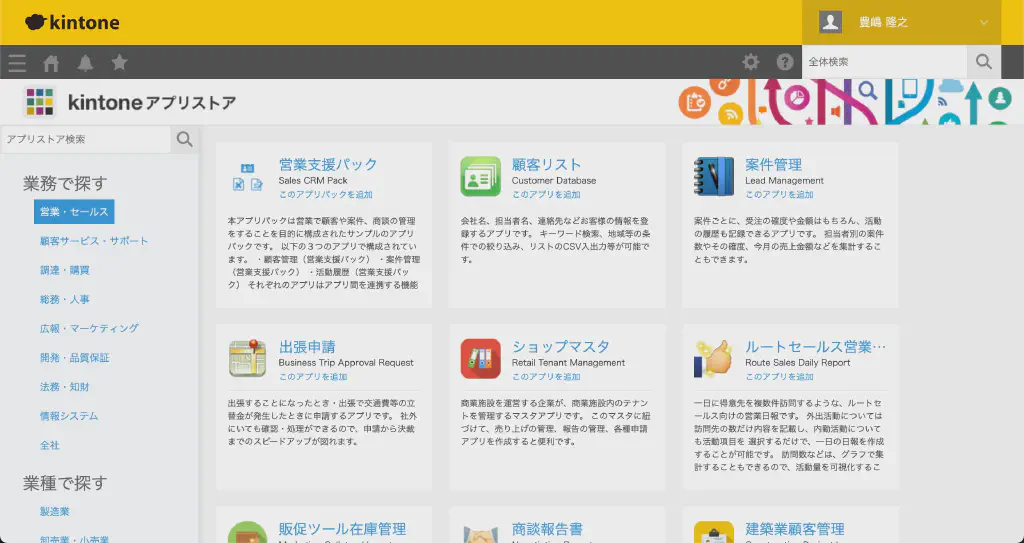 kintone
豊嶋 隆之
全体検索
kintone アプリストア
アプリストア検索
業務で探す
営業・セールス
顧客サービス・サポート
調達・購買
総務・人事
広報・マーケティング
開発・品質保証
法務・知財
情報システム
全社
業種で探す
製造業
卸売業・小売業
営業支援パック
Sales CRM Pack
このアプリパックを追加
本アプリパックは営業で顧客や案件、商談の管理
をすることを目的に構成されたサンプルのアプリ
パックです。 以下の３つのアプリで構成されてい
ます。 ・顧客管理（営業支援パック） ・案件管理
（営業支援パック） ・活動履歴（営業支援パッ
ク） それぞれのアプリはアプリ間を連携する機能
顧客リスト
Customer Database
このアプリを追加
会社名、担当者名、連絡先などお客様の情報を登
録するアプリです。 キーワード検索、地域等の条
件での絞り込み、リストのCSV入出力等が可能で
す。
案件管理
Lead Management
このアプリを追加
案件ごとに、受注の確度や金額はもちろん、活動
の履歴も記録できるアプリです。 担当者別の案件
数やその確度、今月の売上金額などを集計するこ
ともできます。
出張申請
Business Trip Approval Request
このアプリを追加
出張することになったとき・出張で交通費等の立
替金が発生したときに申請するアプリです。 社外
にいても確認・処理ができるので、申請から決裁
までのスピードアップが図れます。
ショップマスタ
Retail Tenant Management
このアプリを追加
商業施設を運営する企業が、商業施設内のテナン
トを管理するマスタアプリです。 このマスタに紐
づけて、売り上げの管理、報告の管理、各種申請
アプリを作成すると便利です。
ルートセールス営業…
Route Sales Daily Report
このアプリを追加
一日に得意先を複数件訪問するような、ルートセ
ールス向けの営業日報です。 外出活動については
訪問先の数だけ内容を記載し、内勤活動について
も活動項目を 選択するだけで、一日の日報を作成
することが可能です。 訪問数などは、グラフで集
計することもできるので、活動量を可視化するこ
販促ツール在庫管理
商談報告書
建築業顧客管理